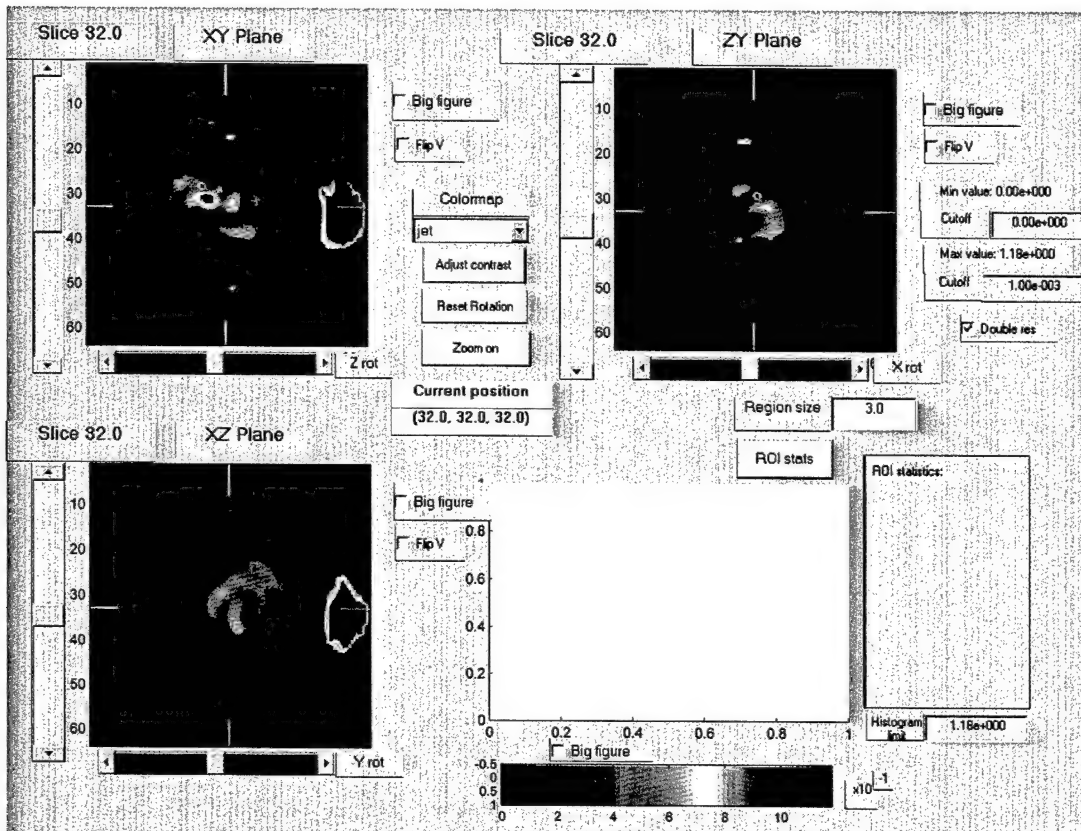 Slice 32.0
XY Plane
10
20
30
40
50
60
Z rot
Big figure
Flip V
Colormap
jet
Adjust contrast
Reset Rotation
Zoom on
Current position
(32.0, 32.0, 32.0)
Slice 32.0
ZY Plane
10
20
30
40
50
60
X rot
Big figure
Flip V
Min value: 0.00e+000
Cutoff 0.00e+000
Max value: 1.18e+000
Cutoff 1.00e-003
Double res
Region size 3.0
ROI stats
ROI statistics:
Slice 32.0
XZ Plane
10
20
30
40
50
60
Y rot
Big figure
Flip V
0.8
0.6
0.4
0.2
0
0 0.2 0.4 0.6 0.8 1
Histogram
limit
1.18e+000
Big figure
-0.5
0
0.5
1
0 2 4 6 8 10
x10 -1